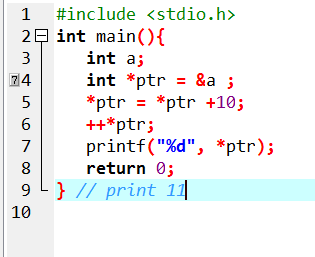 1 #include <stdio.h>
2 int main(){
3 int a;
4 int *ptr = &a ;
5 *ptr = *ptr +10;
6 ++*ptr;
7 printf("%d", *ptr);
8 return 0;
9 } // print 11
10